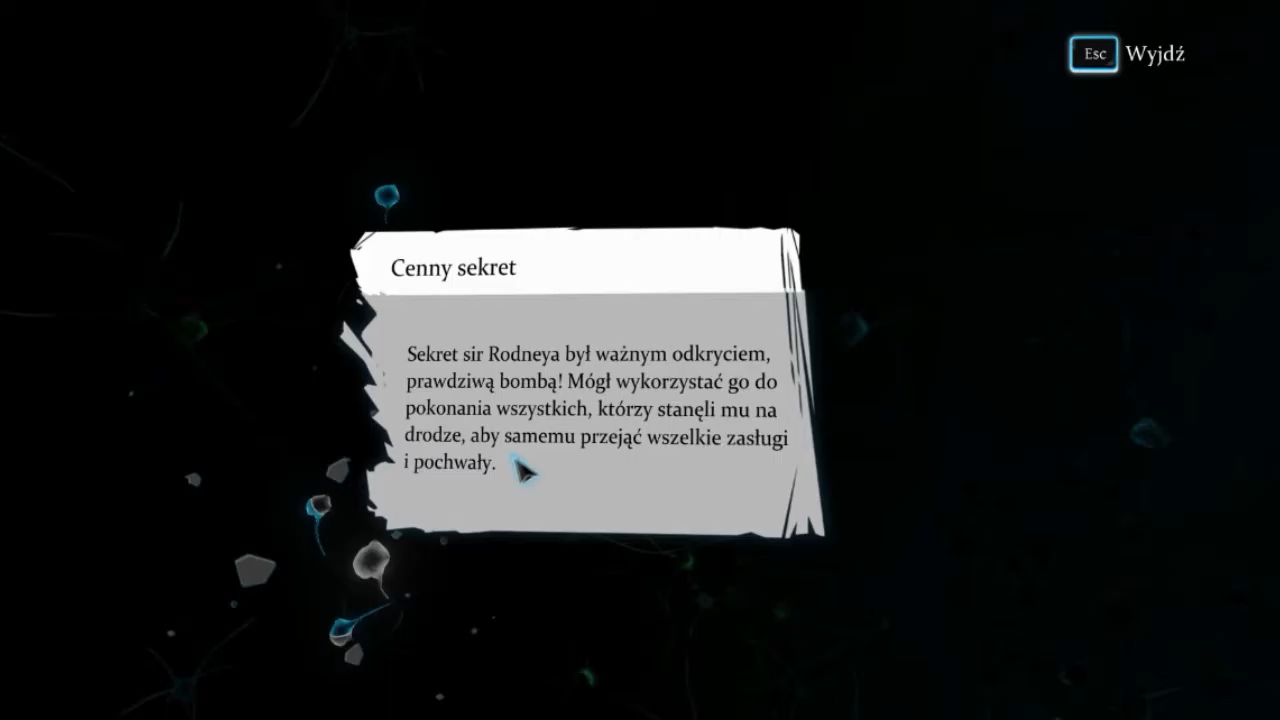 Esc Wyjdź
Cenny sekret
Sekret sir Rodneya był ważnym odkryciem,
prawdziwą bombą! Mógł wykorzystać go do
pokonania wszystkich, którzy stanęli mu na
drodze, aby samemu przejąć wszelkie zasługi
i pochwały.